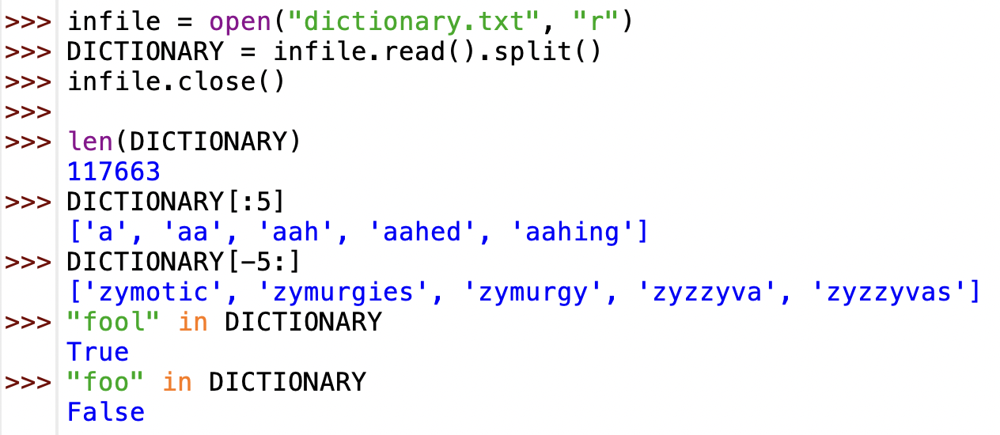 >>> infile = open("dictionary.txt", "r")
>>> DICTIONARY = infile.read().split()
>>> infile.close()
>>>
>>> len(DICTIONARY)
117663
>>> DICTIONARY[:5]
['a', 'aa', 'aah', 'aahed', 'aahing']
>>> DICTIONARY[-5:]
['zymotic', 'zymurgies', 'zymurgy', 'zyzzyva', 'zyzzyvas']
>>> "fool" in DICTIONARY
True
>>> "foo" in DICTIONARY
False